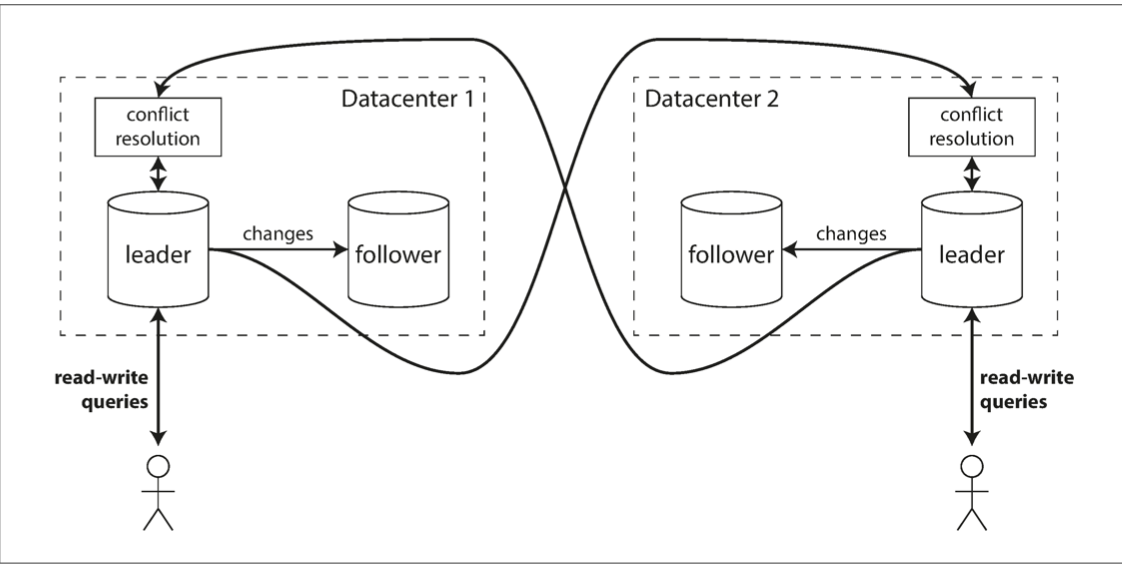 Datacenter 1
conflict
resolution
leader
changes
follower
read-write
queries
Datacenter 2
conflict
resolution
follower
changes
leader
read-write
queries